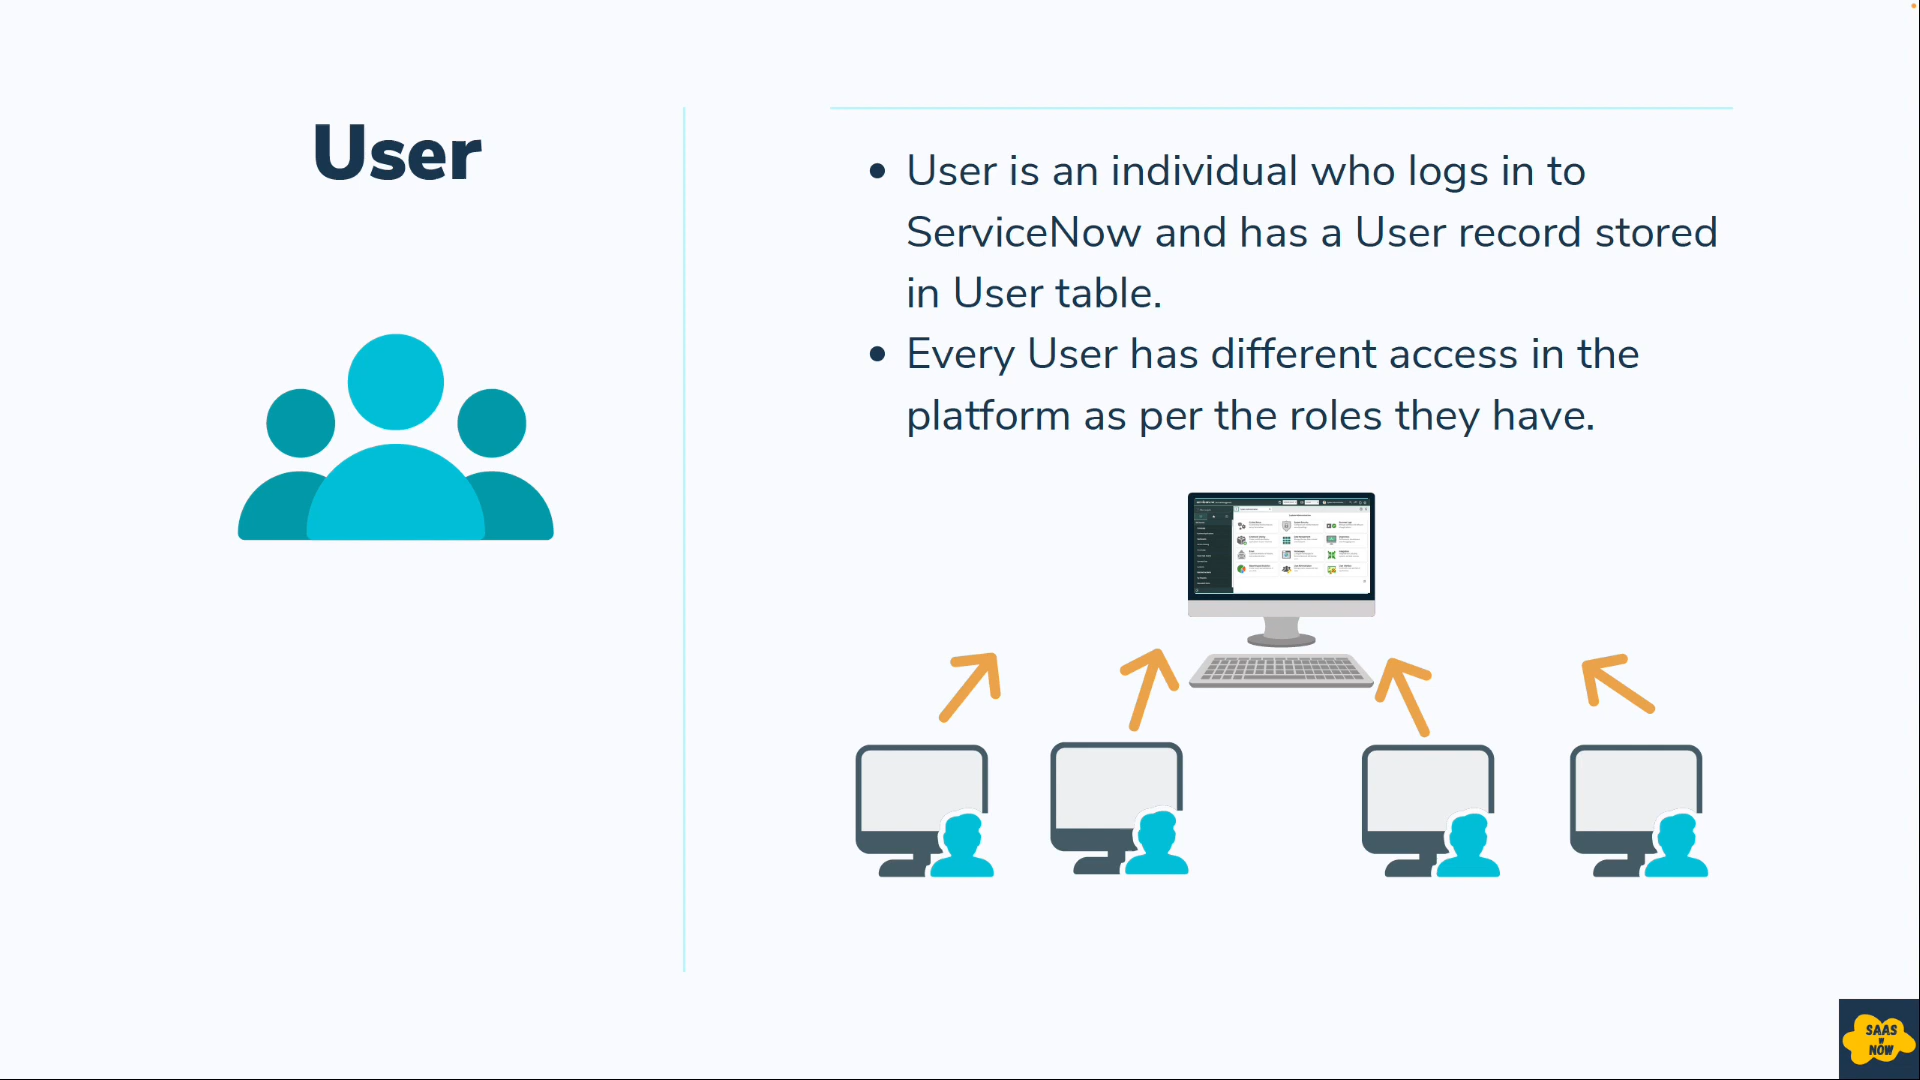 User
• User is an individual who logs in to
ServiceNow and has a User record stored
in User table.
• Every User has different access in the
platform as per the roles they have.
SAAS
NOW